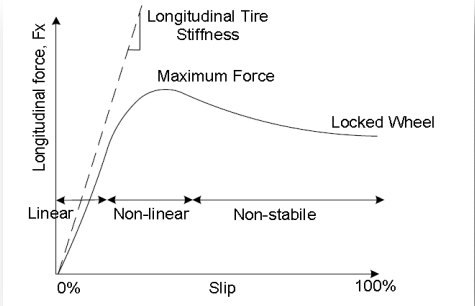 Longitudinal Tire
Stiffness
Longitudinal force, Fx
Maximum Force
Locked Wheel
Linear
Non-linear
Non-stabile
0%
Slip
100%